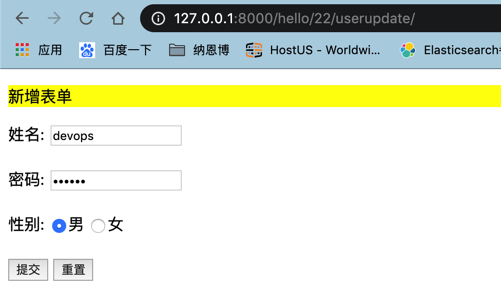 127.0.0.1:8000/hello/22/userupdate/
应用 百度一下 纳恩博 HostUS - Worldwi... Elasticsearch
新增表单
姓名: devops
密码: ••••••
性别: 男 女
提交 重置